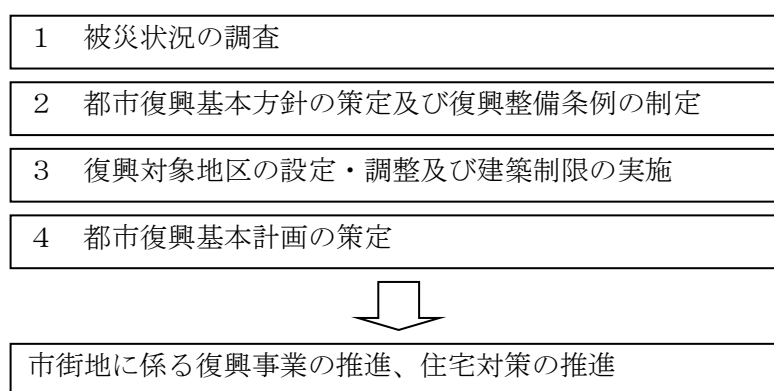 １　被災状況の調査
２　都市復興基本方針の策定及び復興整備条例の制定
３　復興対象地区の設定・調整及び建築制限の実施
４　都市復興基本計画の策定
市街地に係る復興事業の推進、住宅対策の推進